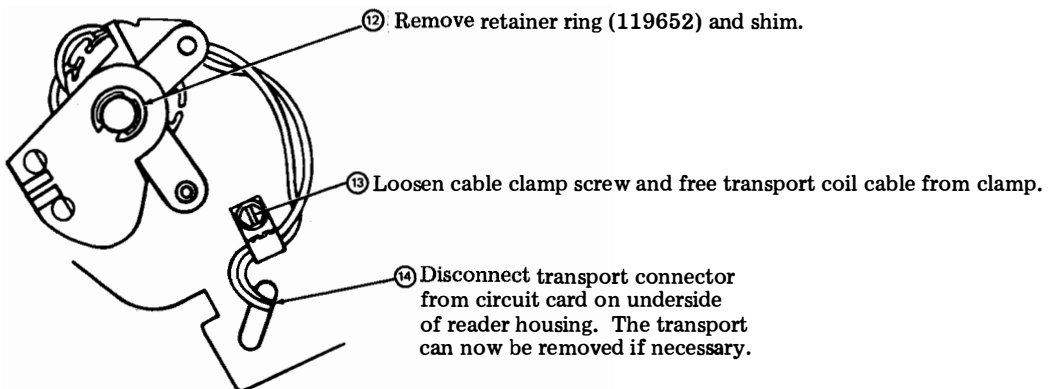 ⑫ Remove retainer ring (119652) and shim.
⑬ Loosen cable clamp screw and free transport coil cable from clamp.
⑭ Disconnect transport connector
from circuit card on underside
of reader housing. The transport
can now be removed if necessary.